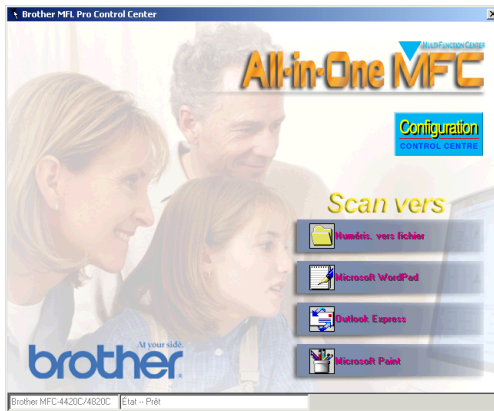 Brother MFL Pro Control Center
MULTI-FUNCTION CENTER
All-in-One MFC
Configuration
CONTROL CENTRE
Scan vers
Numéris. vers fichier
Microsoft WordPad
Outlook Express
Microsoft Paint
At your side.
brother
Brother MFC-4420C/4820C
État -- Prêt